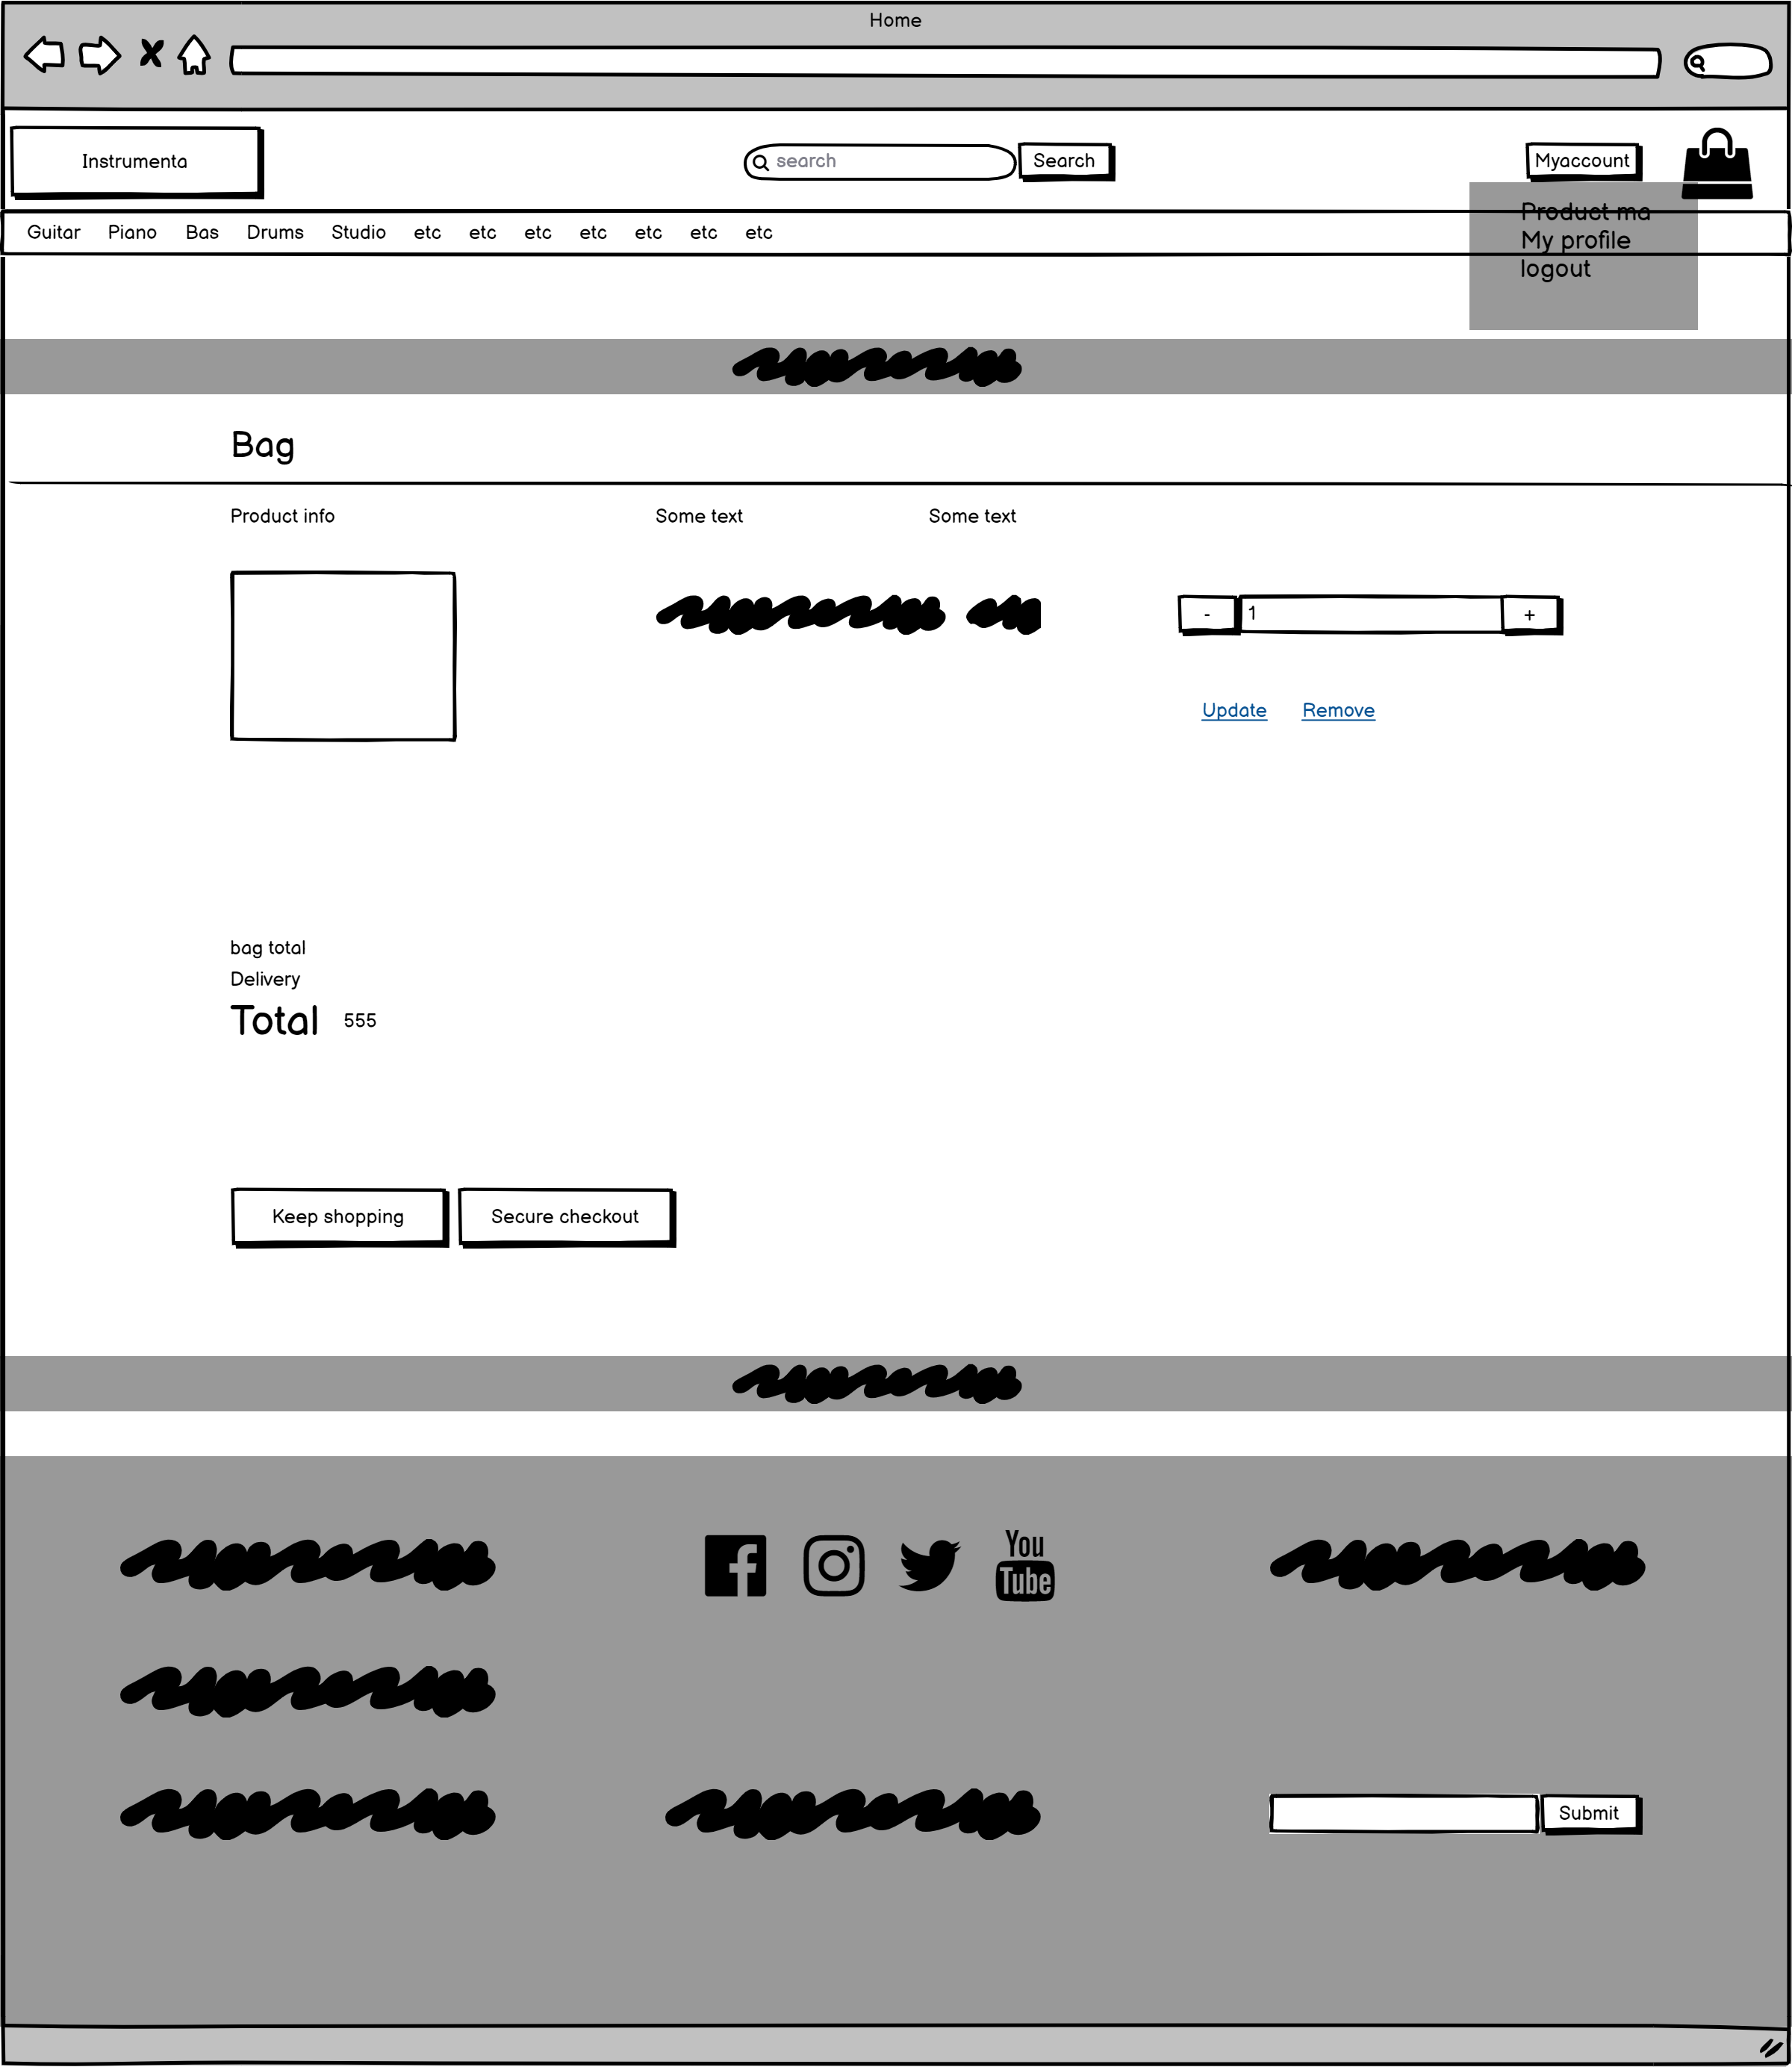 Home
Instrumenta
search
Search
Myaccount
Guitar Piano Bas Drums Studio etc etc etc etc etc etc etc
Product ma
My profile
logout
Bag
Product info Some text Some text
- 1 +
Update Remove
bag total
Delivery
Total 555
Keep shopping Secure checkout
You
Tube
Submit